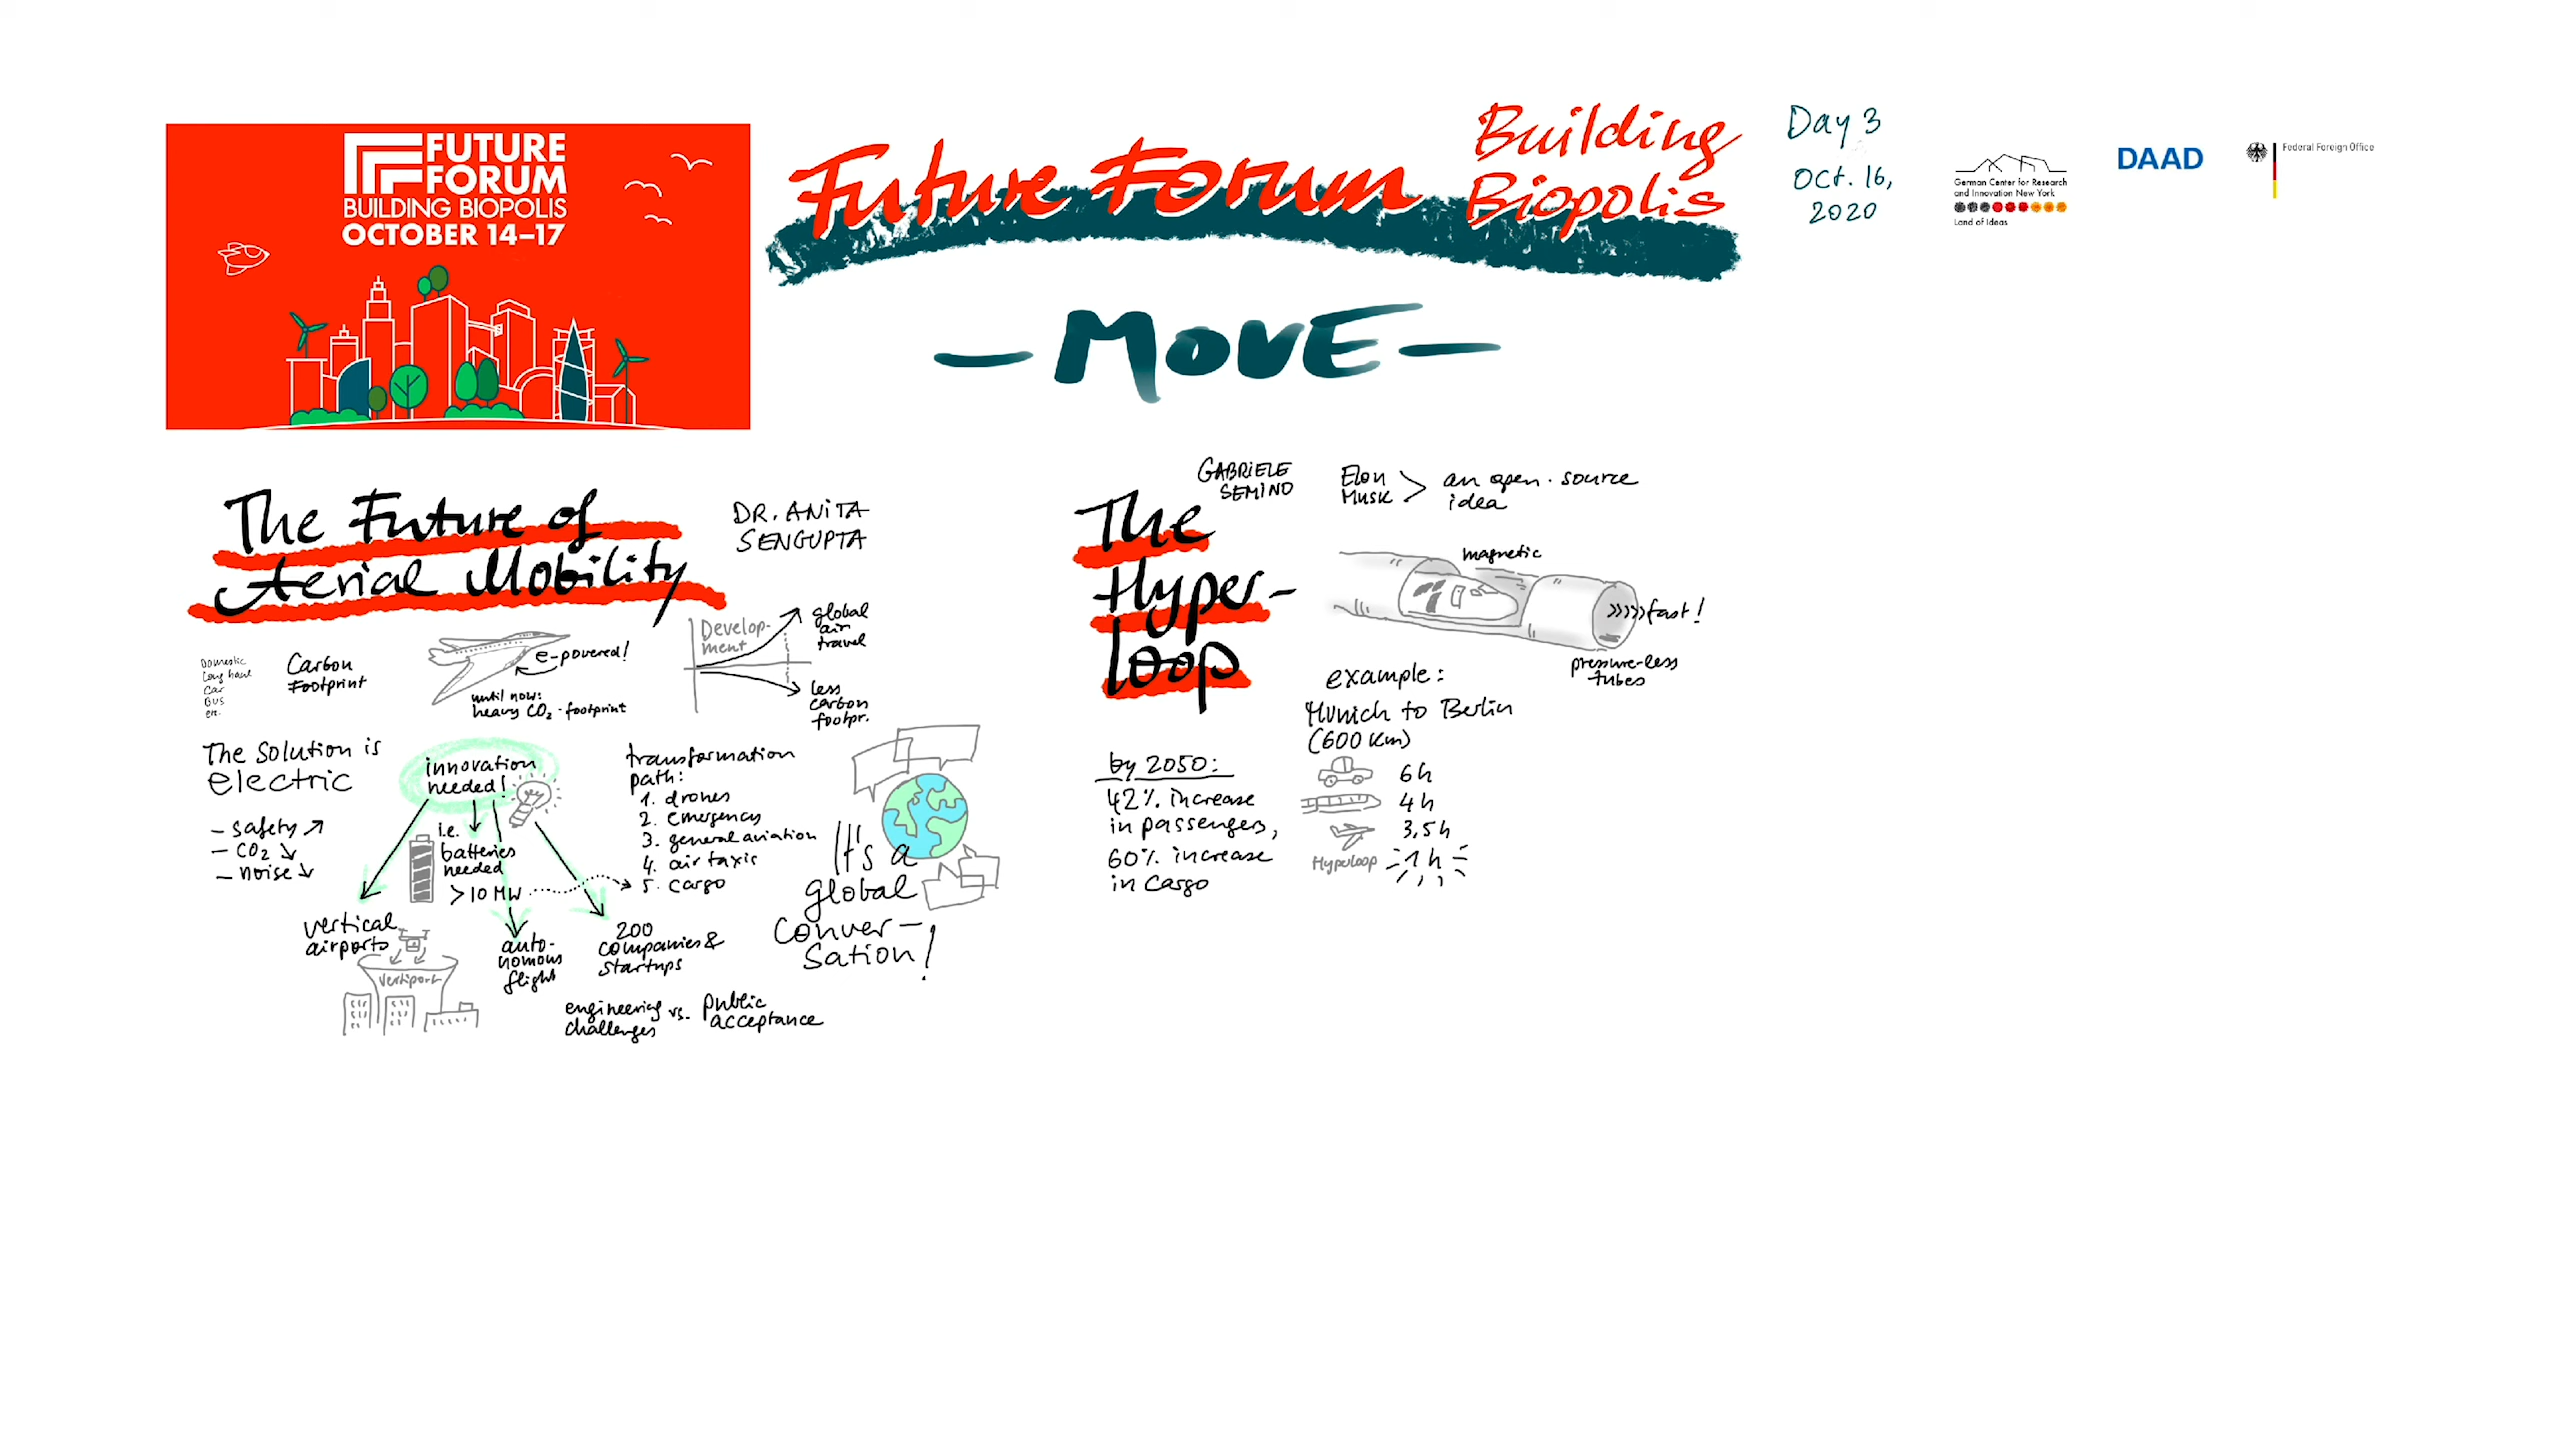 FUTURE
FORUM
BUILDING BIOPOLIS
OCTOBER 14–17
Future Forum
Building
Biopolis
Day 3
Oct. 16,
2020
German Center for Research
and Innovation New York
Land of Ideas
DAAD
Federal Foreign Office
– MOVE –
The Future of
Aerial Mobility
DR. ANITA
SENGUPTA
Domestic
Long haul
Car
Bus
etc.
Carbon
Footprint
e-powered!
until now:
heavy CO2-footprint
Develop-
ment
global
air
travel
less
carbon
footpr.
The solution is
electric
– safety ↗
– CO2 ↘
– noise ↘
innovation
needed!
i.e.
batteries
needed
>10 MW
vertical
airports
vertiport
auto-
nomous
flight
200
companies &
startups
engineering
challenges
vs.
public
acceptance
transformation
path:
1. drones
2. emergency
3. general aviation
4. air taxis
5. cargo
It's a
global
conver-
sation!
The
Hyper-
loop
GABRIELE
SEMINO
Elon
Musk
> an open-source
idea
magnetic
»»» fast!
pressure-less
tubes
example:
Munich to Berlin
(600 km)
6h
4h
3,5h
Hyperloop 1h
by 2050:
42% increase
in passengers,
60% increase
in cargo